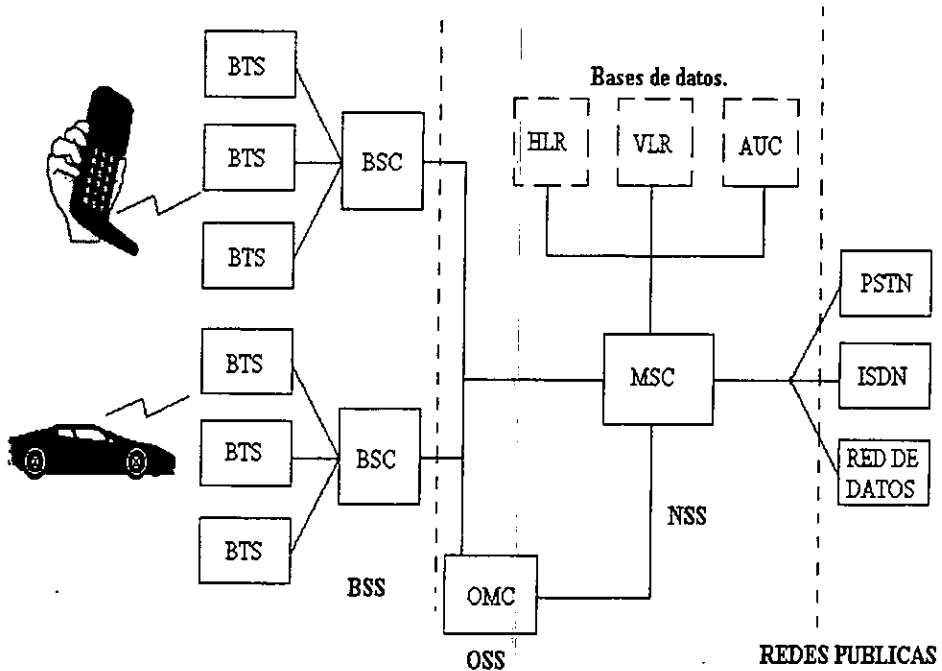 BTS
BTS
BTS
BSC
BTS
BTS
BTS
BSC
BSS
OMC
OSS
Bases de datos.
HLR
VLR
AUC
MSC
NSS
PSTN
ISDN
RED DE
DATOS
REDES PUBLICAS